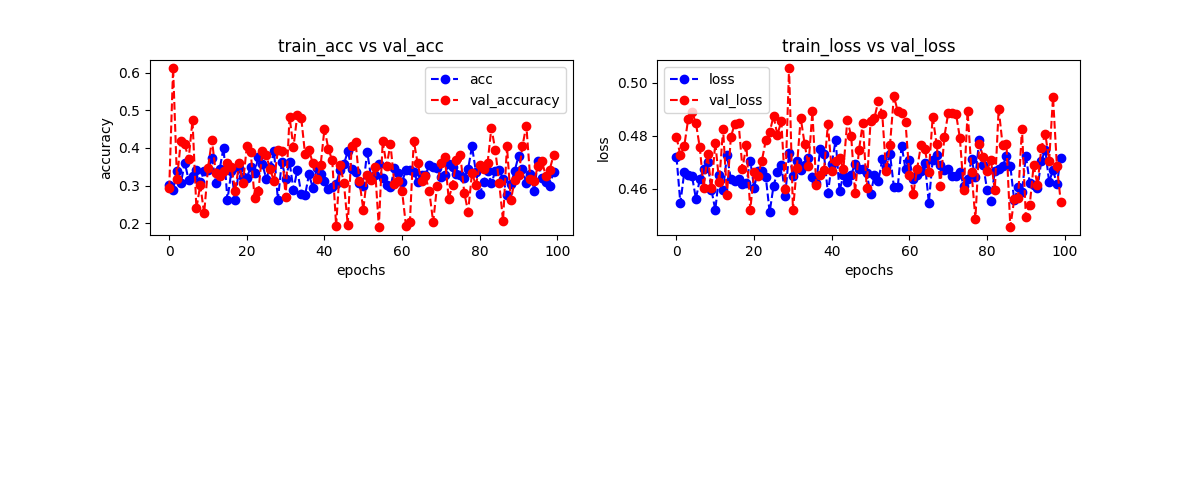 train_acc vs val_acc
0.6
0.5
0.4
0.3
0.2
accuracy
acc
val_accuracy
0 20 40 60 80 100
epochs
train_loss vs val_loss
0.50
0.48
0.46
loss
loss
val_loss
0 20 40 60 80 100
epochs